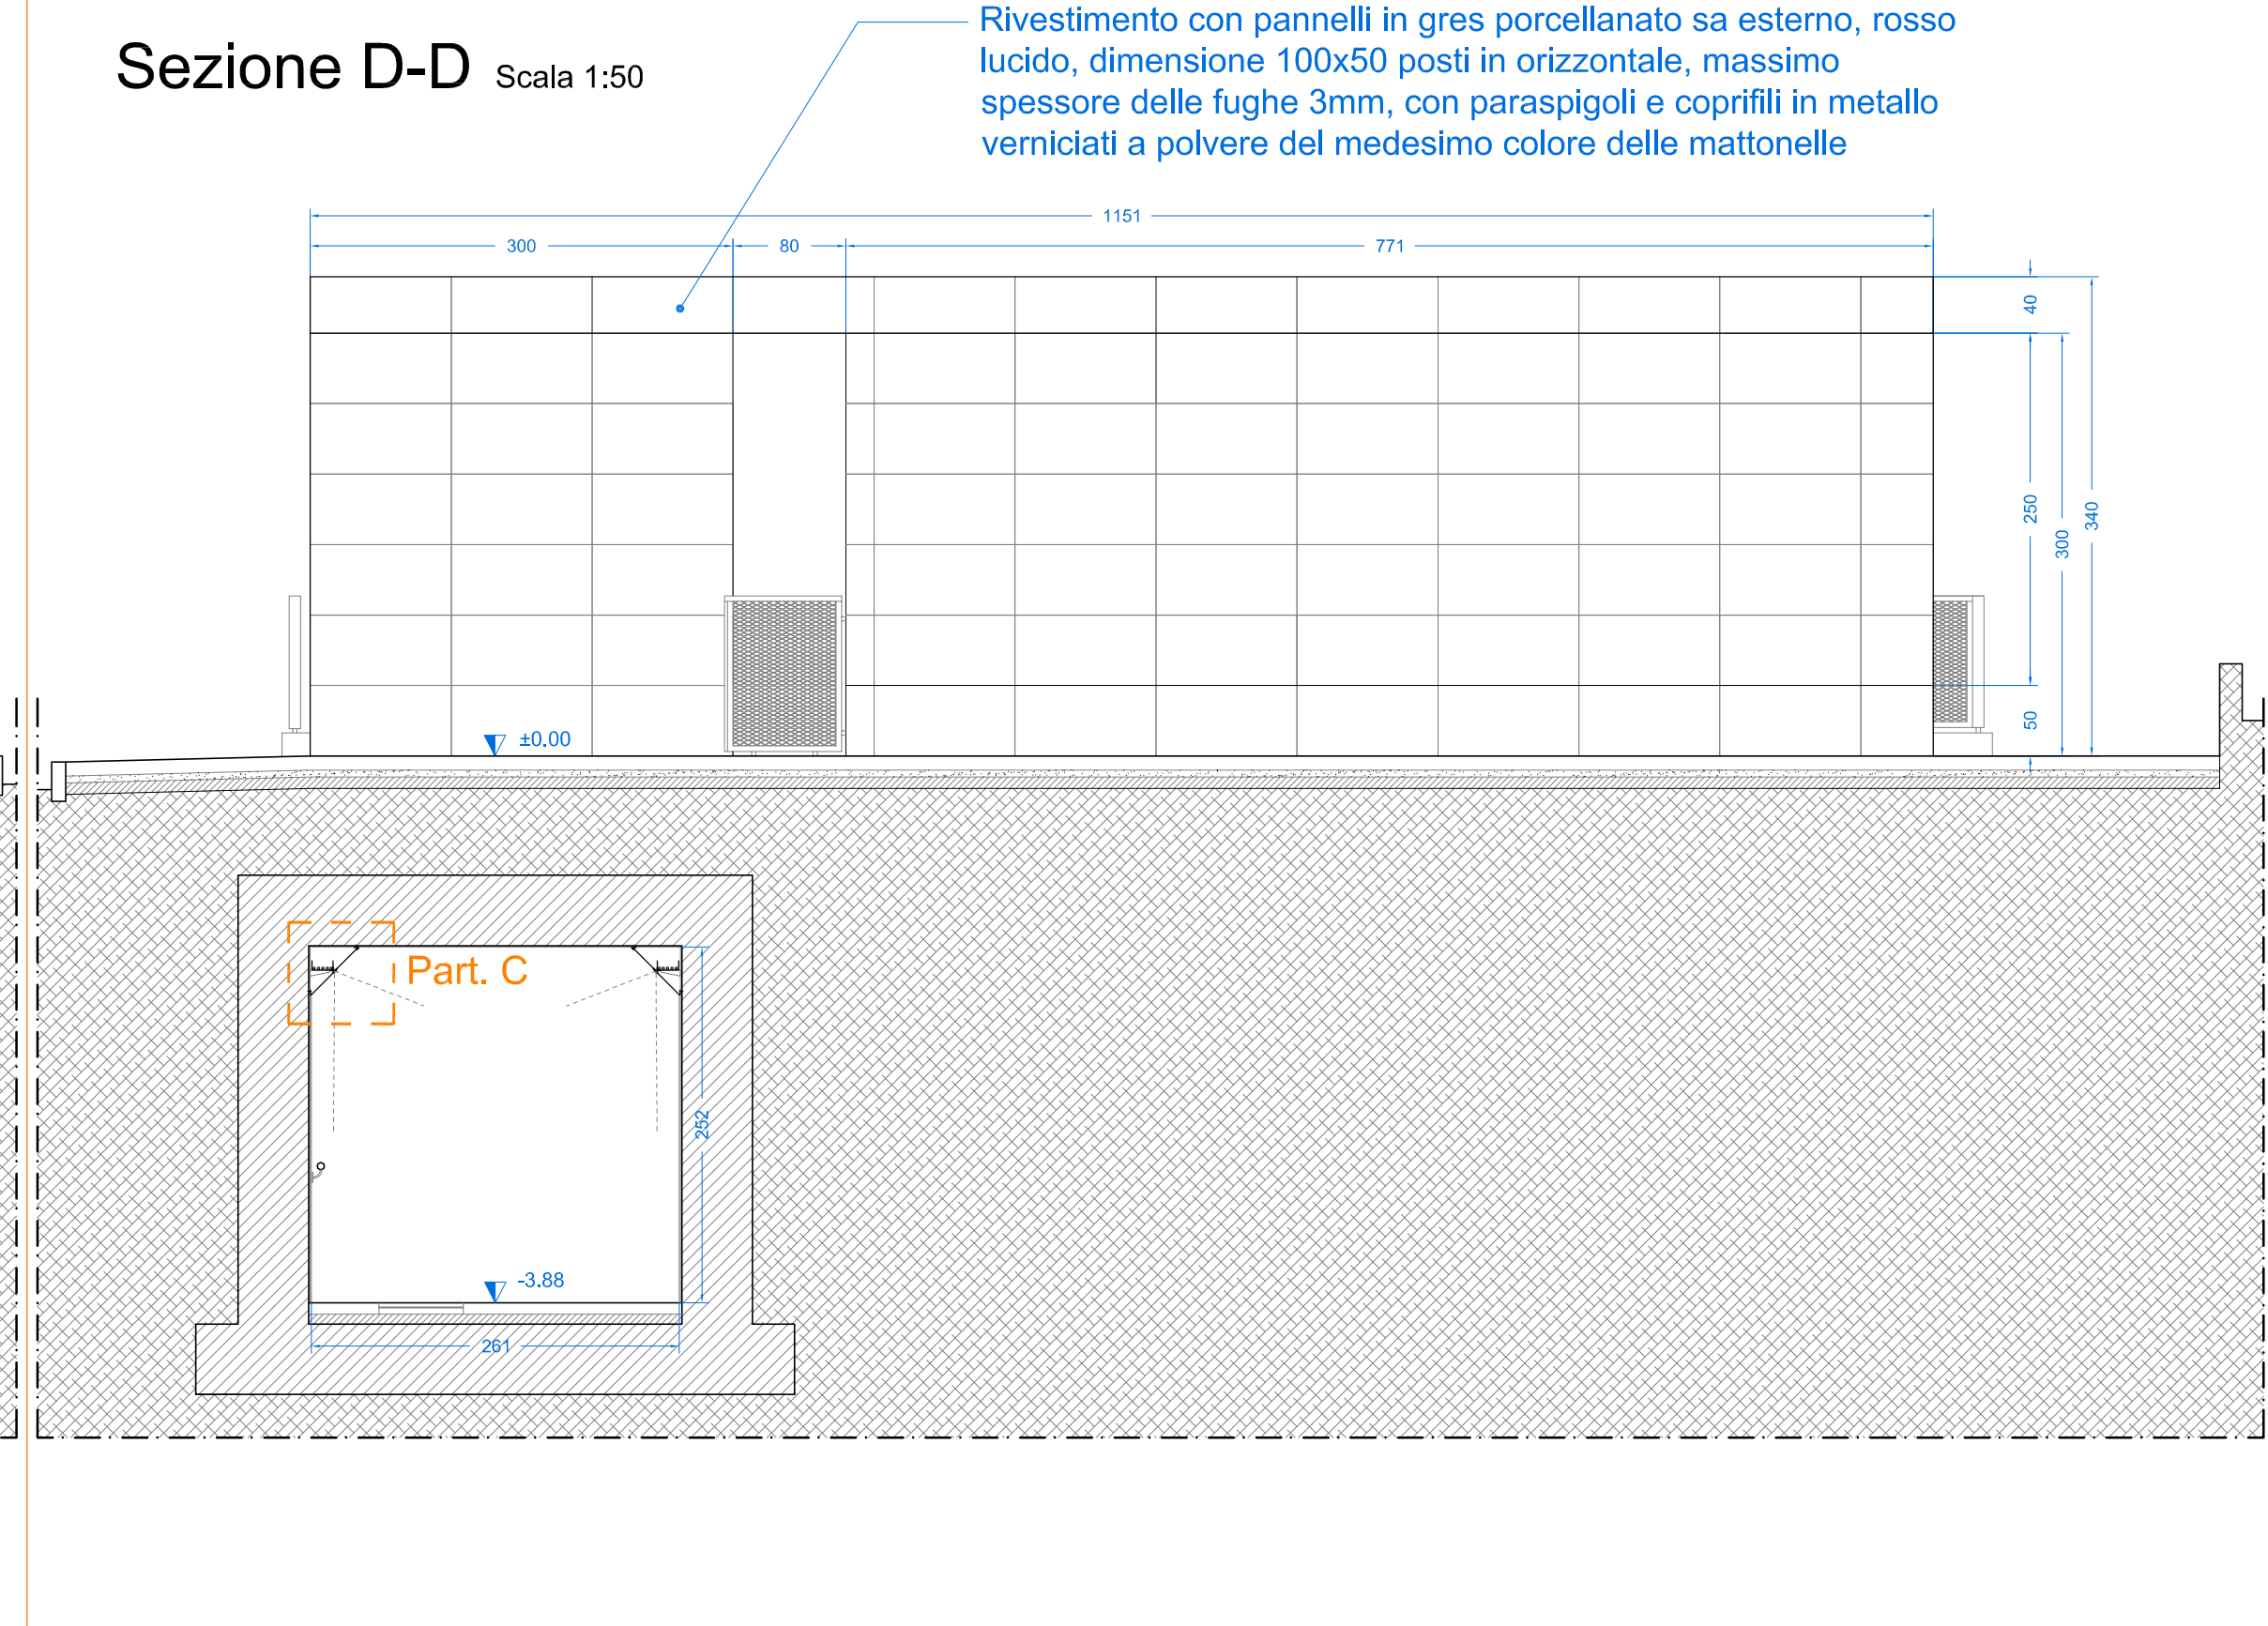 Sezione D-D Scala 1:50
Rivestimento con pannelli in gres porcellanato sa esterno, rosso
lucido, dimensione 100x50 posti in orizzontale, massimo
spessore delle fughe 3mm, con paraspigoli e coprifili in metallo
verniciati a polvere del medesimo colore delle mattonelle
1151
300
80
771
40
250
300
340
50
±0.00
Part. C
252
-3.88
261